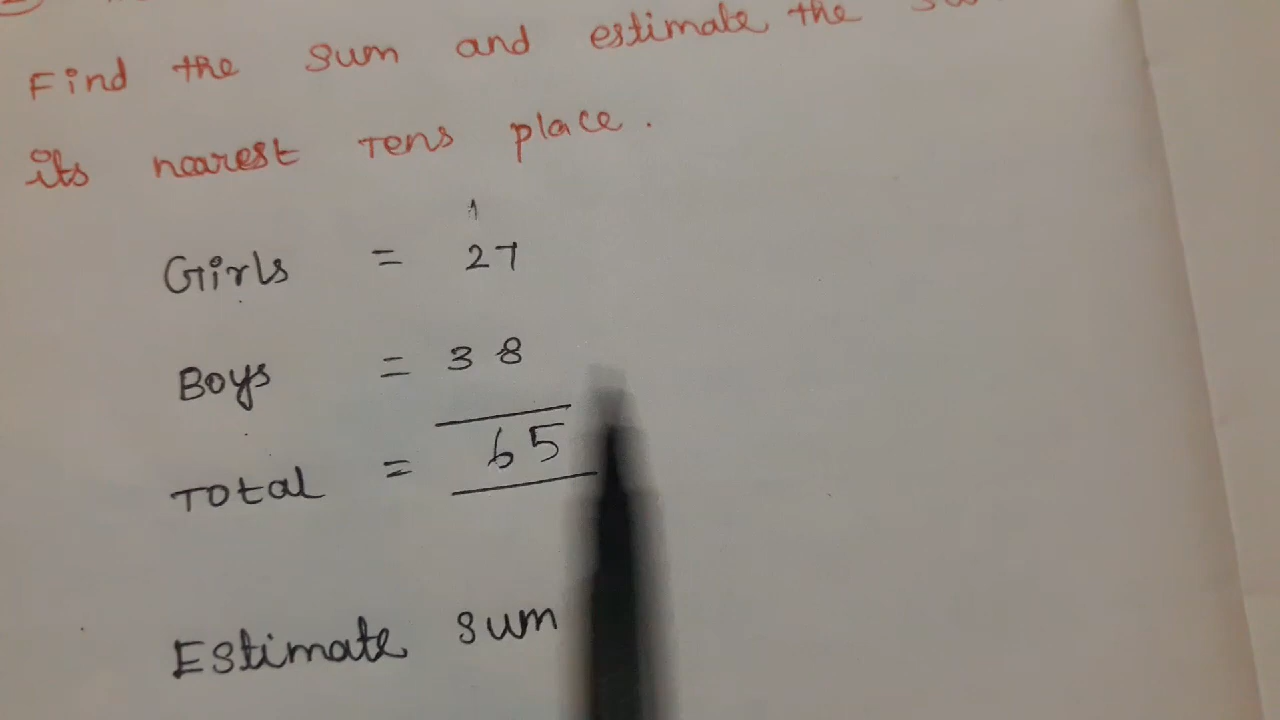 Find the sum and estimate the
its nearest Tens place.
1
Girls = 27
Boys = 38
Total = 65
Estimate sum